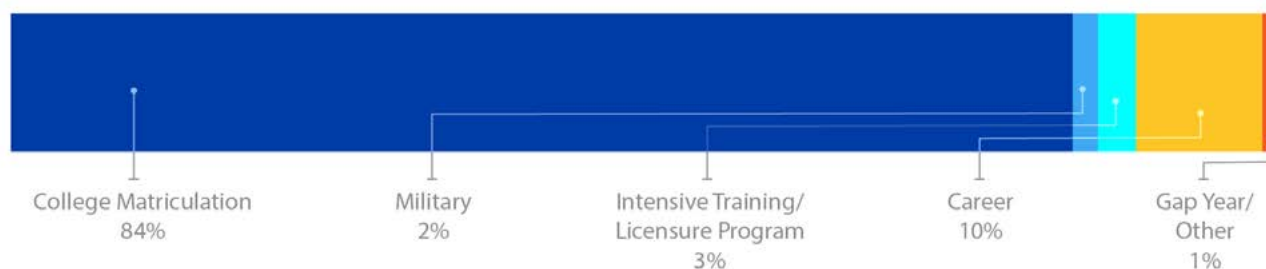 College Matriculation
84%
Military
2%
Intensive Training/
Licensure Program
3%
Career
10%
Gap Year/
Other
1%